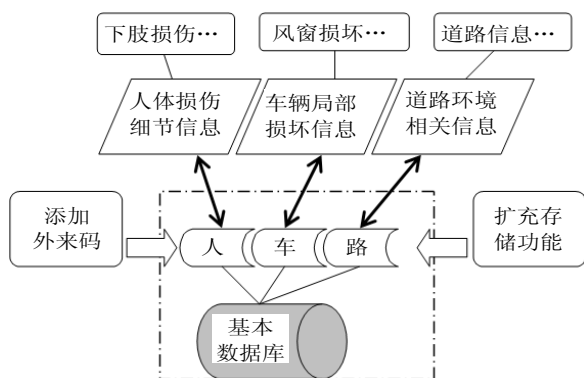 下肢损伤…
风窗损坏…
道路信息…
人体损伤
细节信息
车辆局部
损坏信息
道路环境
相关信息
添加
外来码
人
车
路
扩充存
储功能
基本
数据库